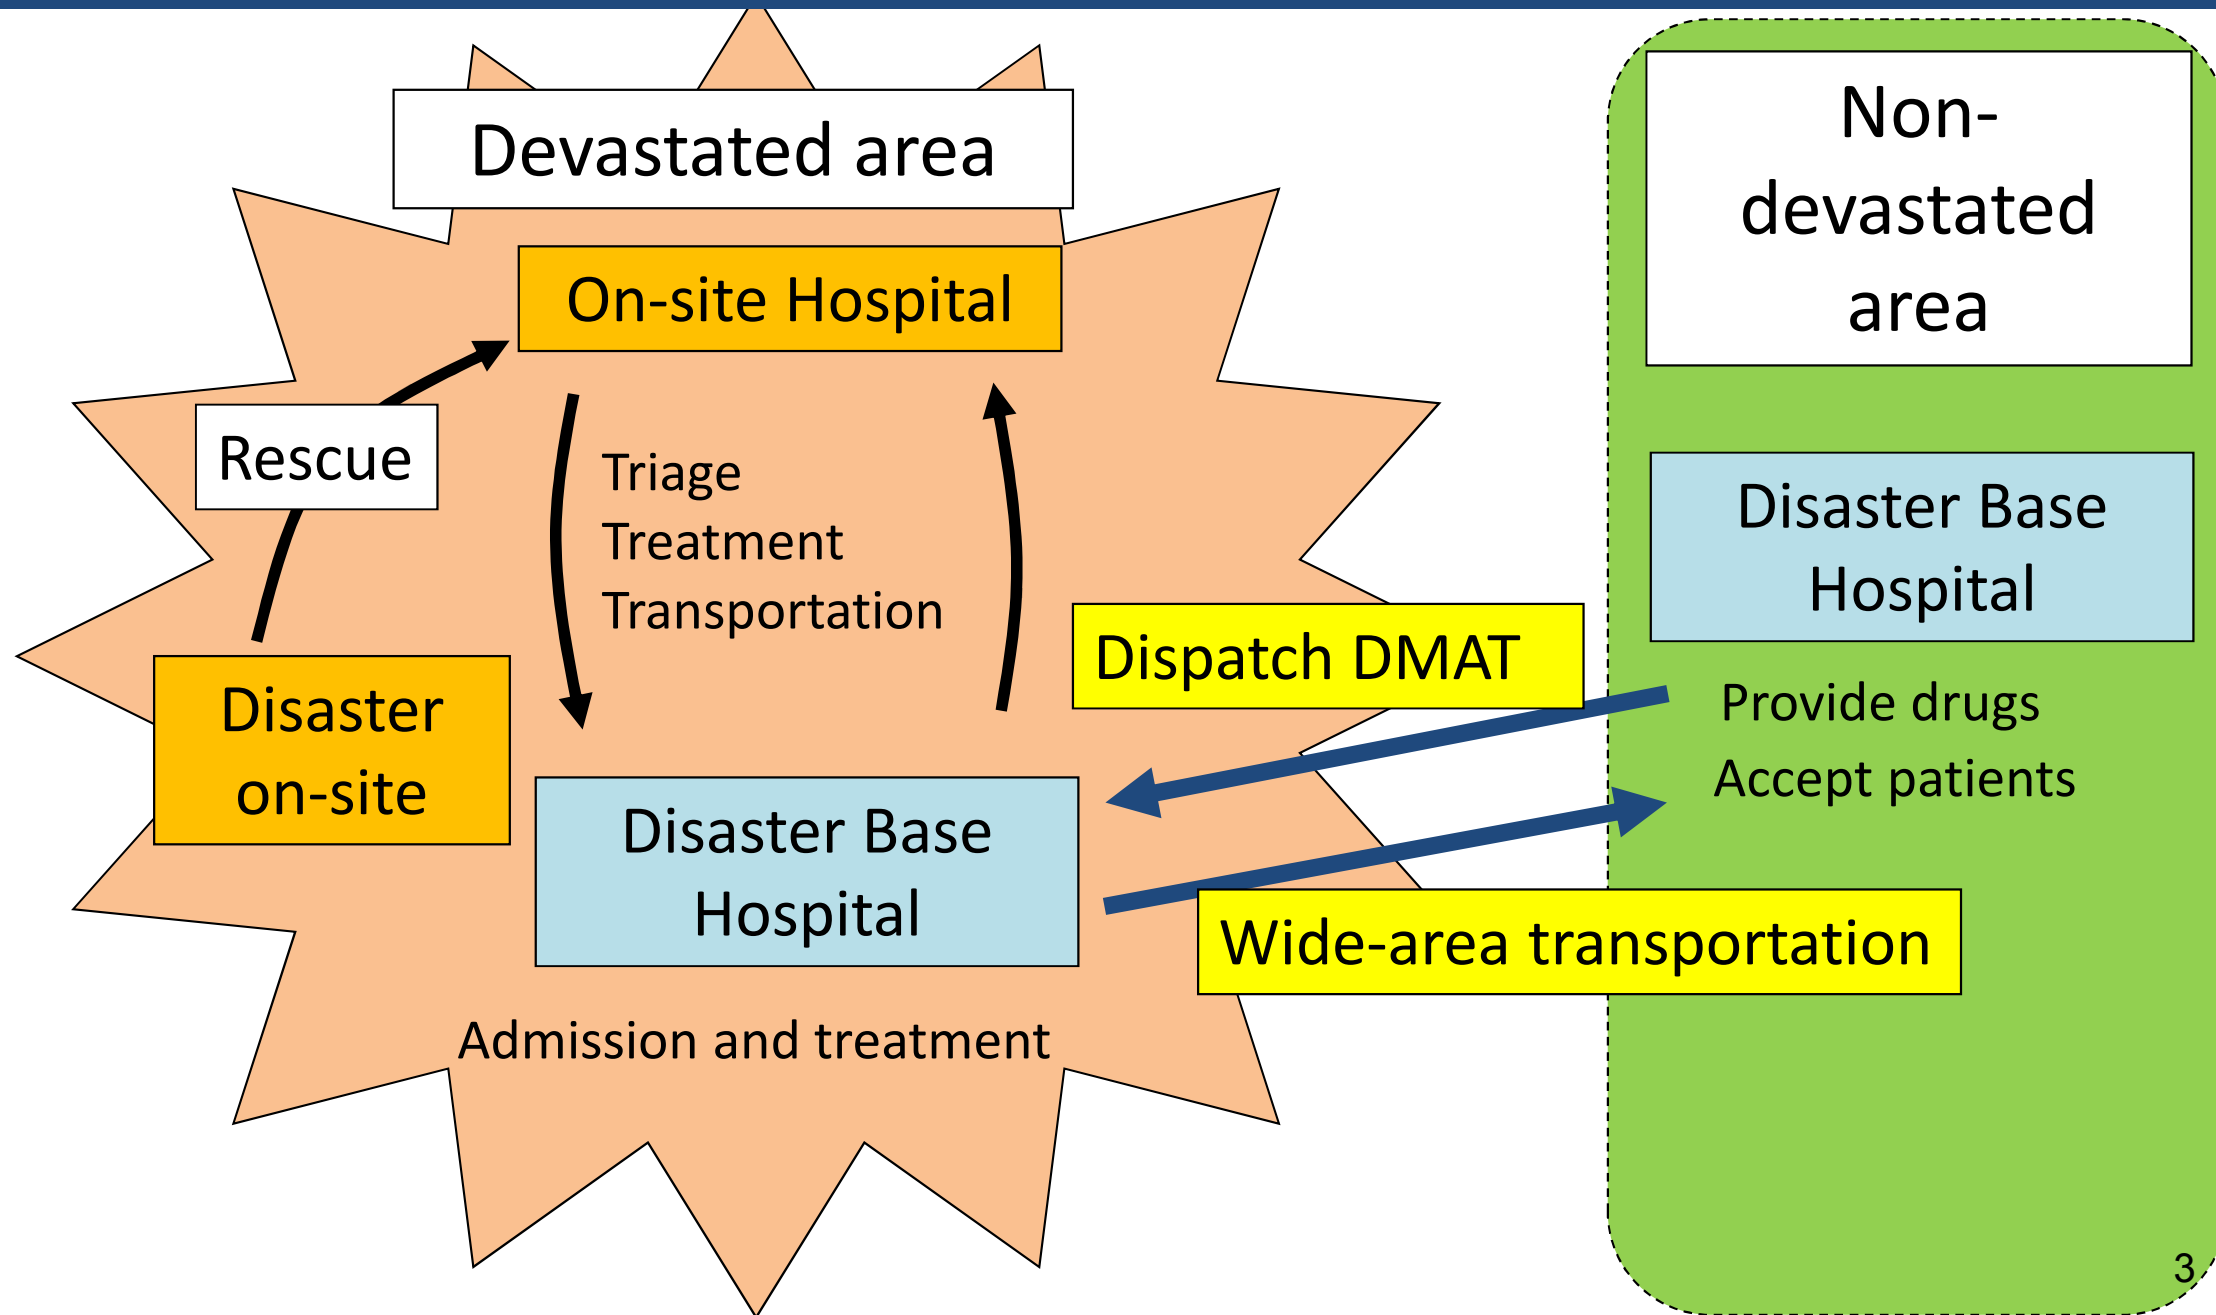 Devastated area
On-site Hospital
Rescue
Triage
Treatment
Transportation
Disaster
on-site
Disaster Base
Hospital
Admission and treatment
Dispatch DMAT
Wide-area transportation
Non-
devastated
area
Disaster Base
Hospital
Provide drugs
Accept patients
3